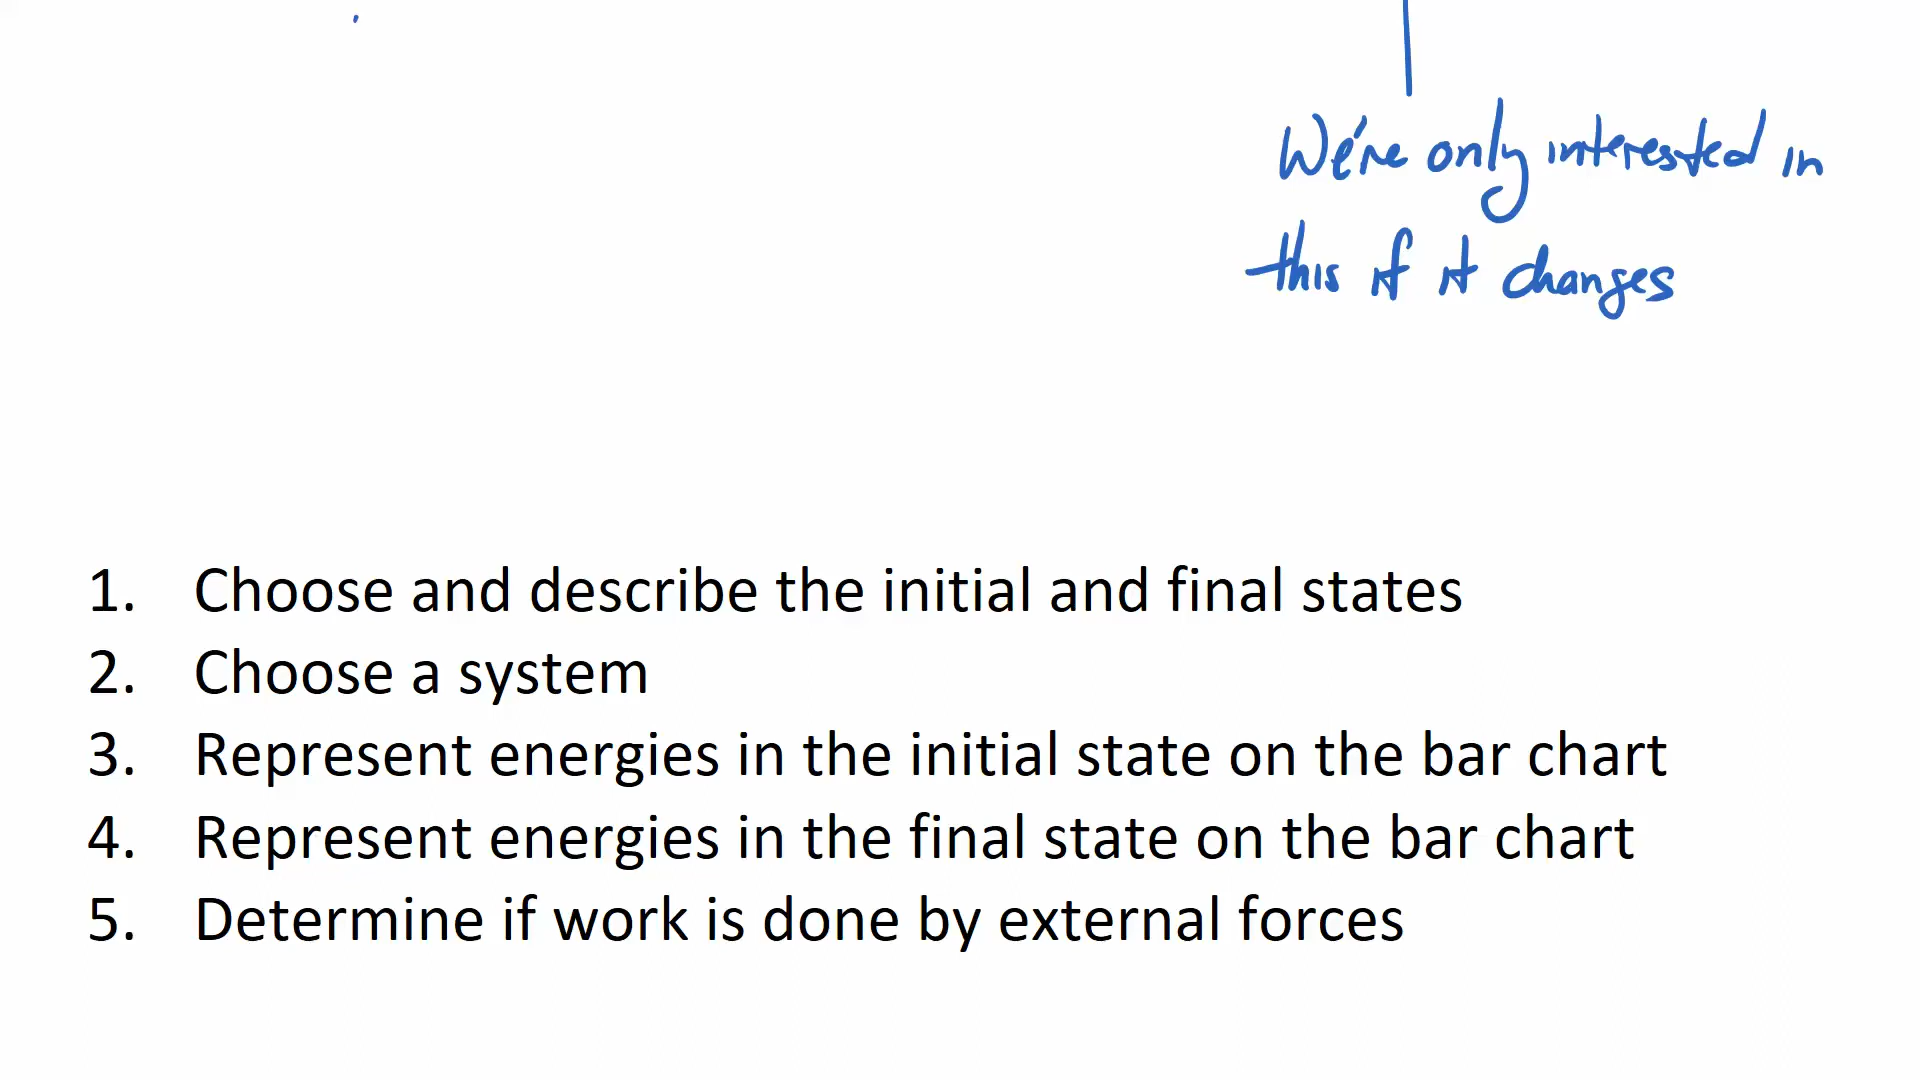 We're only interested in
this if it changes
1. Choose and describe the initial and final states
2. Choose a system
3. Represent energies in the initial state on the bar chart
4. Represent energies in the final state on the bar chart
5. Determine if work is done by external forces